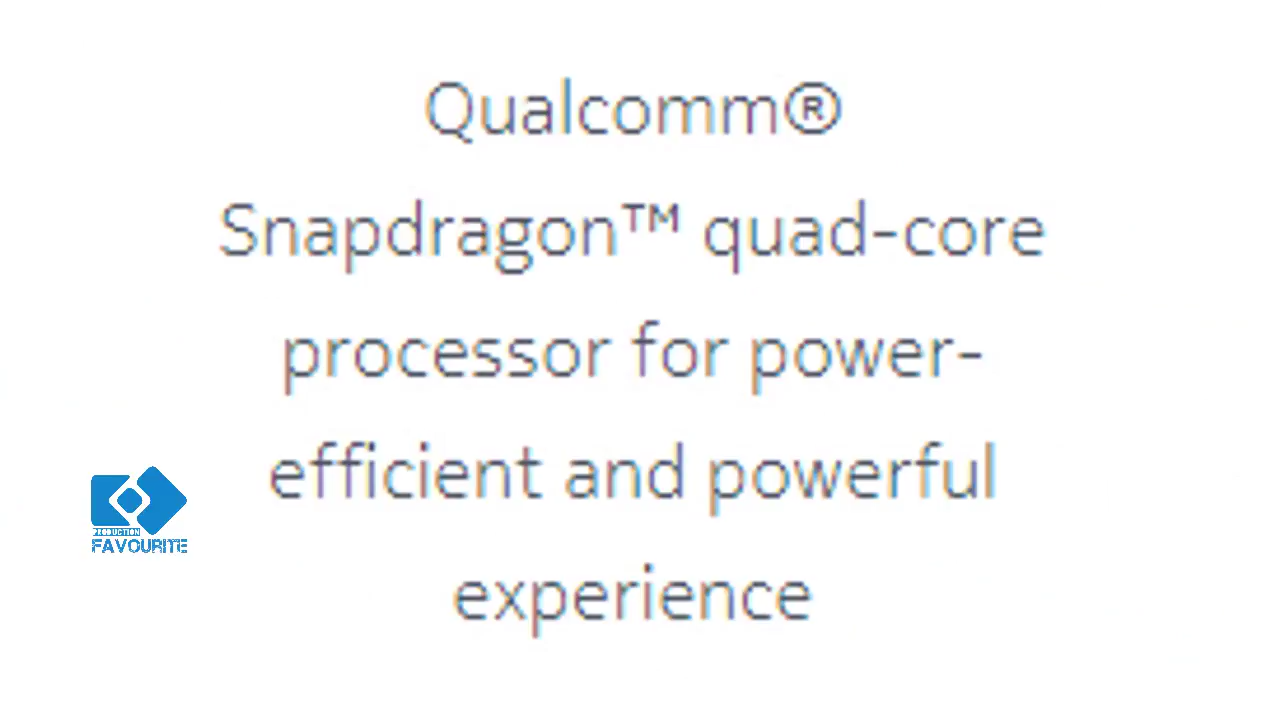 Qualcomm®
Snapdragon™ quad-core
processor for power-
efficient and powerful
experience
PRODUCTION
FAVOURITE